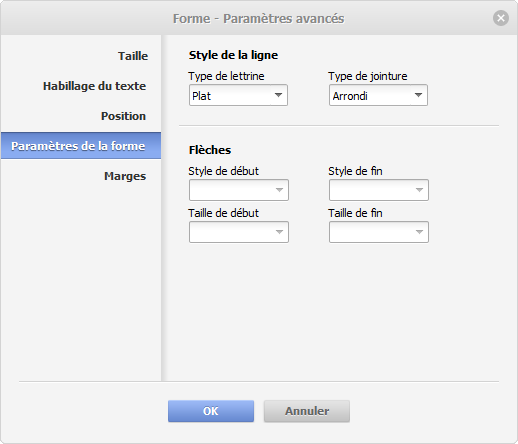 Forme - Paramètres avancés
Taille
Habillage du texte
Position
Paramètres de la forme
Marges
Style de la ligne
Type de lettrine Type de jointure
Plat Arrondi
Flèches
Style de début Style de fin
Taille de début Taille de fin
OK Annuler